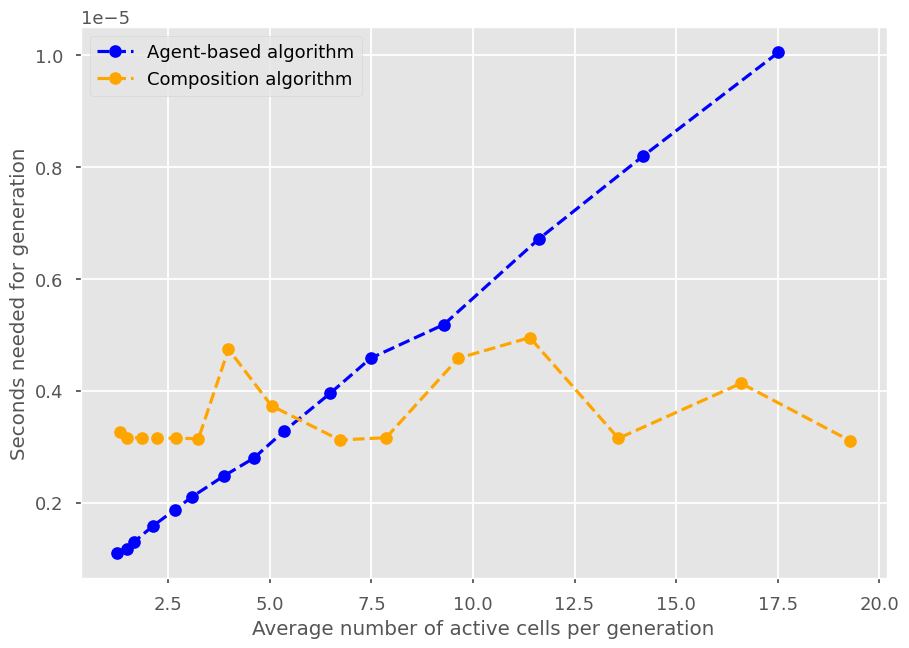 1e−5
Agent-based algorithm
Composition algorithm
1.0
0.8
0.6
0.4
0.2
Seconds needed for generation
2.5 5.0 7.5 10.0 12.5 15.0 17.5 20.0
Average number of active cells per generation